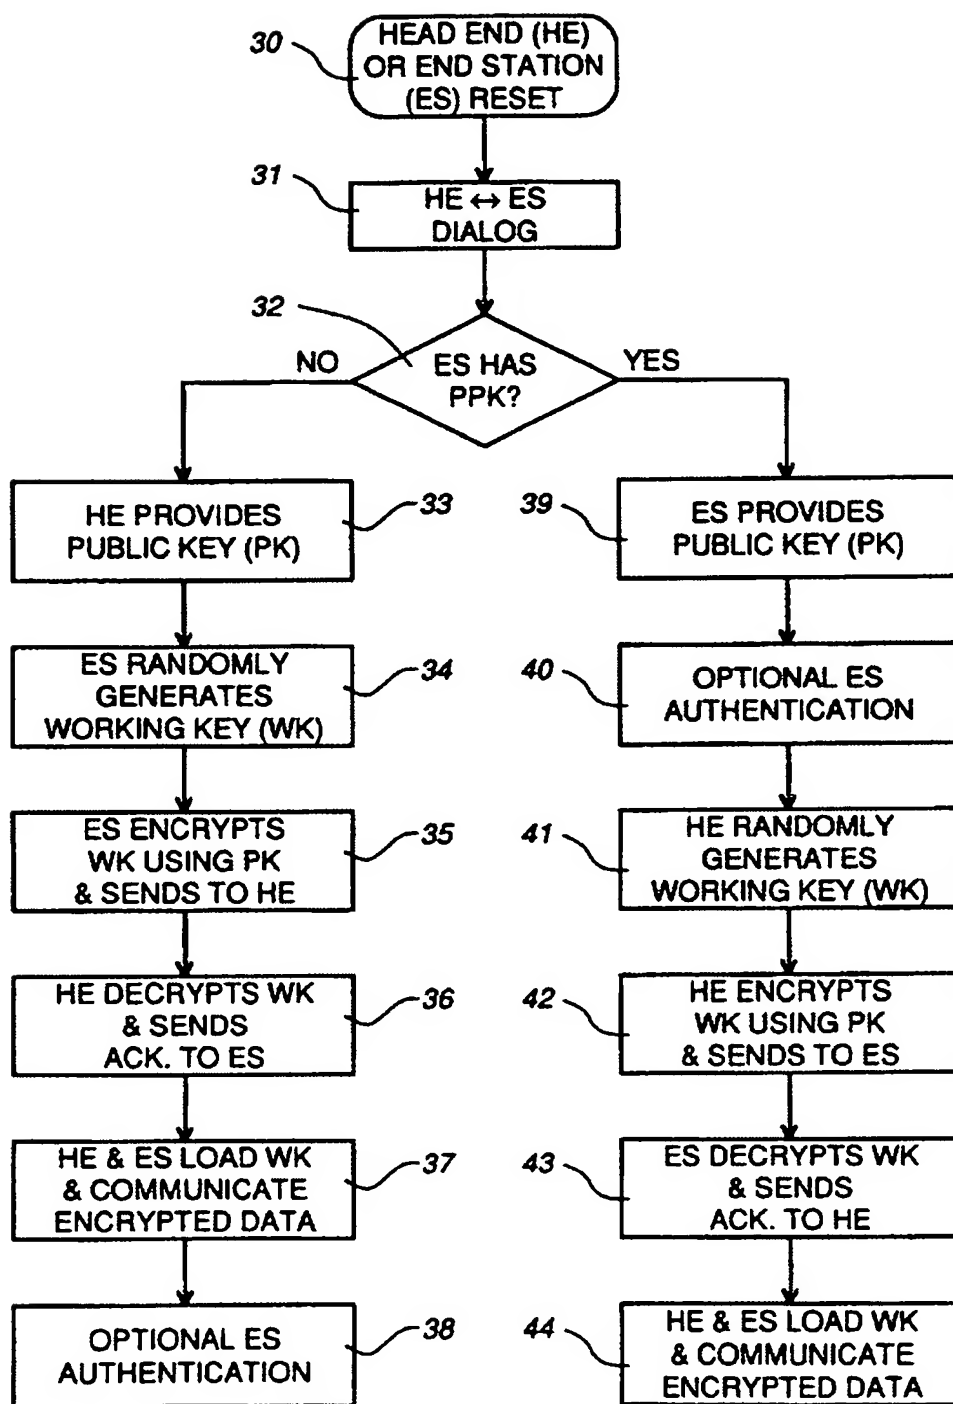 30
HEAD END (HE)
OR END STATION
(ES) RESET
31
HE ↔ ES
DIALOG
32
NO
ES HAS
PPK?
YES
HE PROVIDES
PUBLIC KEY (PK)
33
ES RANDOMLY
GENERATES
WORKING KEY (WK)
34
ES ENCRYPTS
WK USING PK
& SENDS TO HE
35
HE DECRYPTS WK
& SENDS
ACK. TO ES
36
HE & ES LOAD WK
& COMMUNICATE
ENCRYPTED DATA
37
OPTIONAL ES
AUTHENTICATION
38
39
ES PROVIDES
PUBLIC KEY (PK)
40
OPTIONAL ES
AUTHENTICATION
41
HE RANDOMLY
GENERATES
WORKING KEY (WK)
42
HE ENCRYPTS
WK USING PK
& SENDS TO ES
43
ES DECRYPTS WK
& SENDS
ACK. TO HE
44
HE & ES LOAD WK
& COMMUNICATE
ENCRYPTED DATA